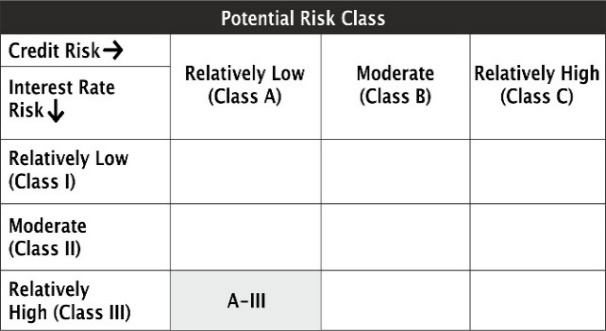 Potential Risk Class
Credit Risk→
Interest Rate
Risk↓
Relatively Low
(Class A)
Moderate
(Class B)
Relatively High
(Class C)
Relatively Low
(Class I)
Moderate
(Class II)
Relatively
High (Class III)
A-III